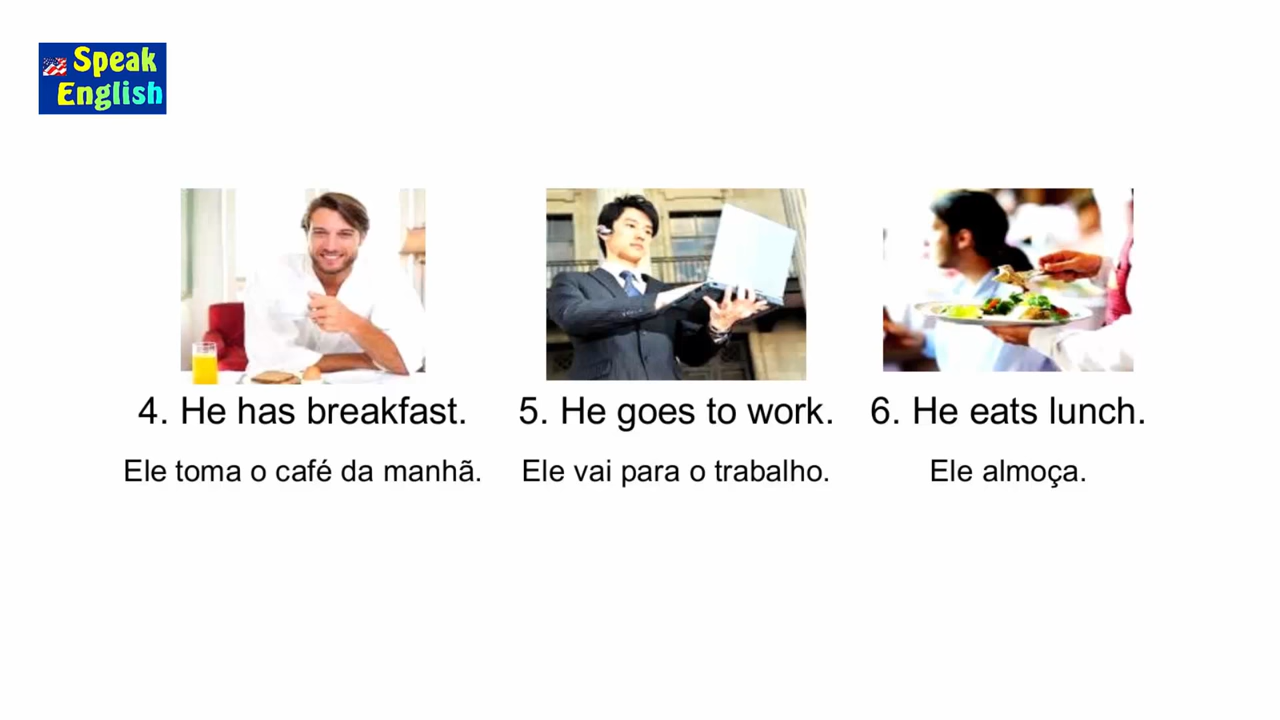 Speak
English
4. He has breakfast.
5. He goes to work.
6. He eats lunch.
Ele toma o café da manhã.
Ele vai para o trabalho.
Ele almoça.